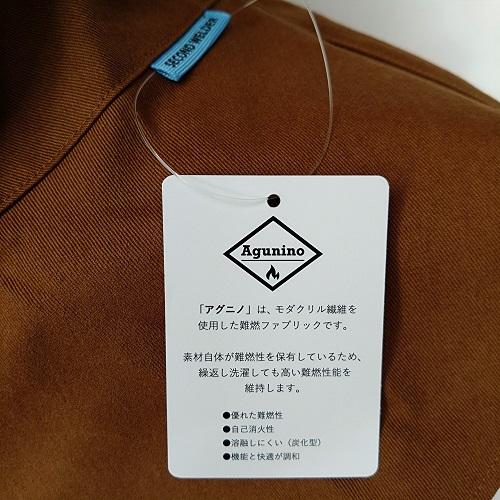 SECOND WELDER
Agunino
「アグニノ」は、モダクリル繊維を
使用した難燃ファブリックです。
素材自体が難燃性を保有しているため、
繰返し洗濯しても高い難燃性能を
維持します。
●優れた難燃性
●自己消火性
●溶融しにくい（炭化型）
●機能と快適が調和